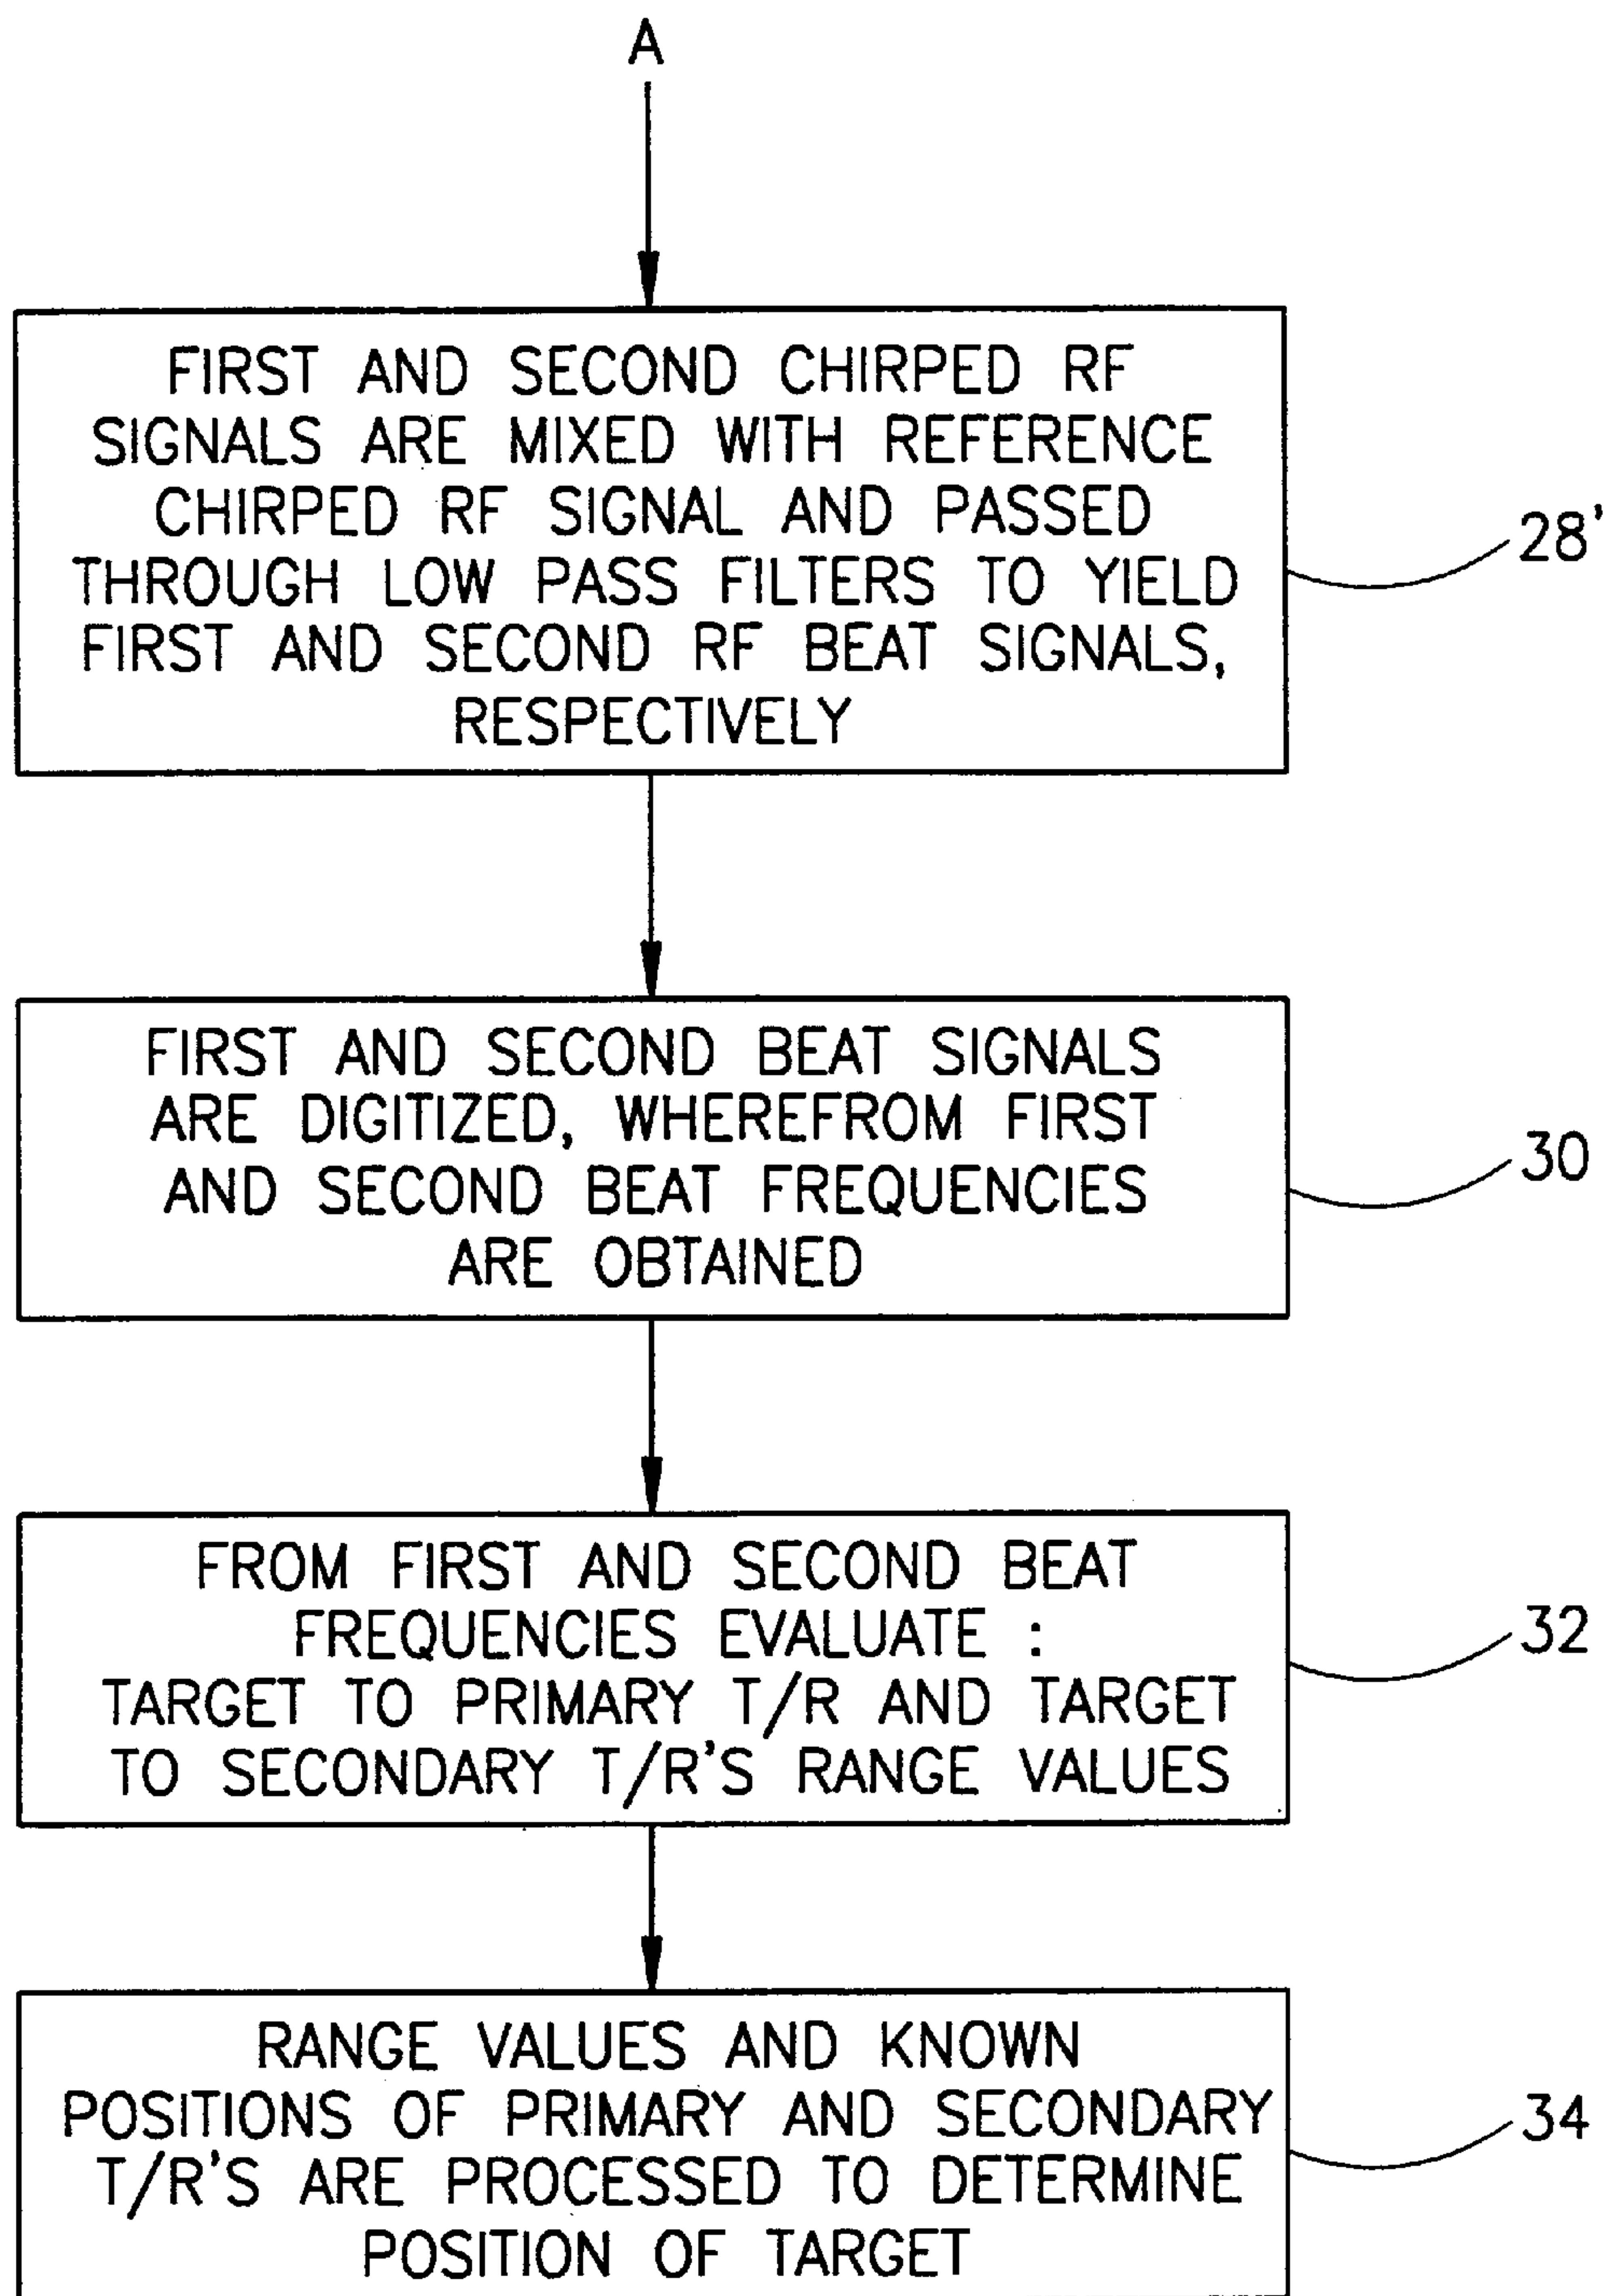 A
FIRST AND SECOND CHIRPED RF
SIGNALS ARE MIXED WITH REFERENCE
CHIRPED RF SIGNAL AND PASSED
THROUGH LOW PASS FILTERS TO YIELD
FIRST AND SECOND RF BEAT SIGNALS,
RESPECTIVELY
28'
FIRST AND SECOND BEAT SIGNALS
ARE DIGITIZED, WHEREFROM FIRST
AND SECOND BEAT FREQUENCIES
ARE OBTAINED
30
FROM FIRST AND SECOND BEAT
FREQUENCIES EVALUATE :
TARGET TO PRIMARY T/R AND TARGET
TO SECONDARY T/R'S RANGE VALUES
32
RANGE VALUES AND KNOWN
POSITIONS OF PRIMARY AND SECONDARY
T/R'S ARE PROCESSED TO DETERMINE
POSITION OF TARGET
34